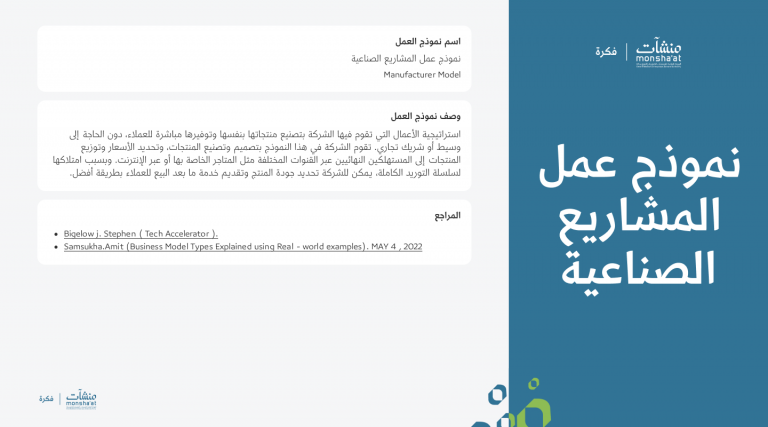 منشآت
monsha'at
فكرة
نموذج عمل
المشاريع
الصناعية
اسم نموذج العمل
نموذج عمل المشاريع الصناعية
Manufacturer Model
وصف نموذج العمل
استراتيجية الأعمال التي تقوم فيها الشركة بتصنيع منتجاتها بنفسها وتوفيرها مباشرة للعملاء، دون الحاجة إلى
وسيط أو شريك تجاري. تقوم الشركة في هذا النموذج بتصميم وتصنيع المنتجات، وتحديد الأسعار وتوزيع
المنتجات إلى المستهلكين النهائيين عبر القنوات المختلفة مثل المتاجر الخاصة بها أو عبر الإنترنت. وبسبب امتلاكها
لسلسلة التوريد الكاملة، يمكن للشركة تحديد جودة المنتج وتقديم خدمة ما بعد البيع للعملاء بطريقة أفضل.
المراجع
• Bigelow j. Stephen ( Tech Accelerator ).
• Samsukha.Amit (Business Model Types Explained using Real - world examples). MAY 4 , 2022
منشآت
monsha'at
فكرة